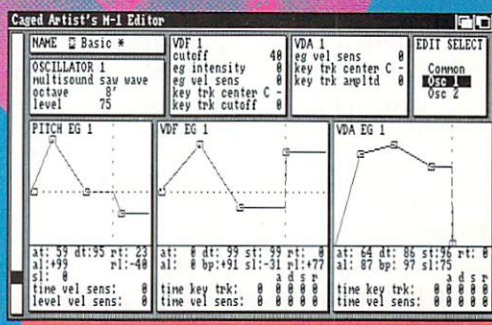 Caged Artist's M-1 Editor
NAME Basic *
OSCILLATOR 1
multisound saw wave
octave 8'
level 75
VDF 1
cutoff 40
eg intensity 0
eg vel sens 0
key trk center C -
key trk cutoff 0
VDA 1
eg vel sens 0
key trk center C -
key trk ampltd 0
EDIT SELECT
Common
Osc 1
Osc 2
PITCH EG 1
at: 59 dt:95 rt: 23
al:+99 rl:-40
sl: 0
time vel sens: 0
level vel sens: 0
VDF EG 1
at: 0 dt: 99 st: 99 rt: 0
al: 0 bp:+91 sl:-31 rl:+77
a d s r
time key trk: 0 0 0 0
time vel sens: 0 0 0 0
VDA EG 1
at: 64 dt: 86 st:96 rt: 0
al: 87 bp: 97 sl:75
a d s r
time key trk: 0 0 0 0
time vel sens: 0 0 0 0